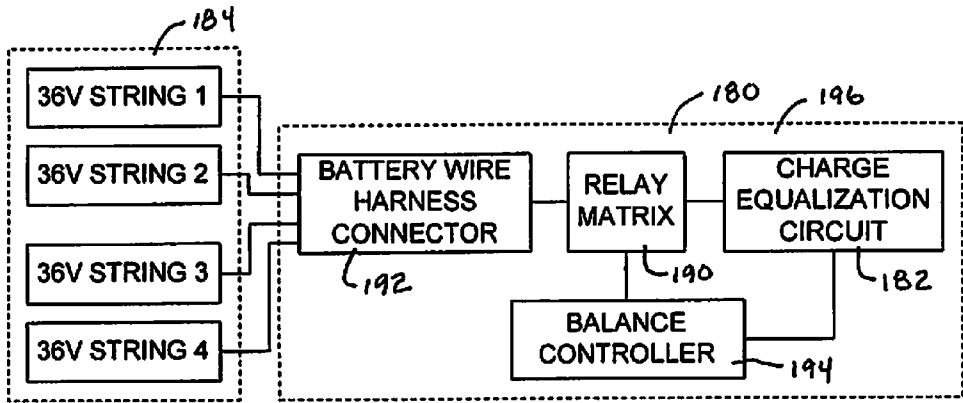 184
36V STRING 1
36V STRING 2
36V STRING 3
36V STRING 4
180
196
BATTERY WIRE
HARNESS
CONNECTOR
192
RELAY
MATRIX
190
CHARGE
EQUALIZATION
CIRCUIT
182
BALANCE
CONTROLLER
194